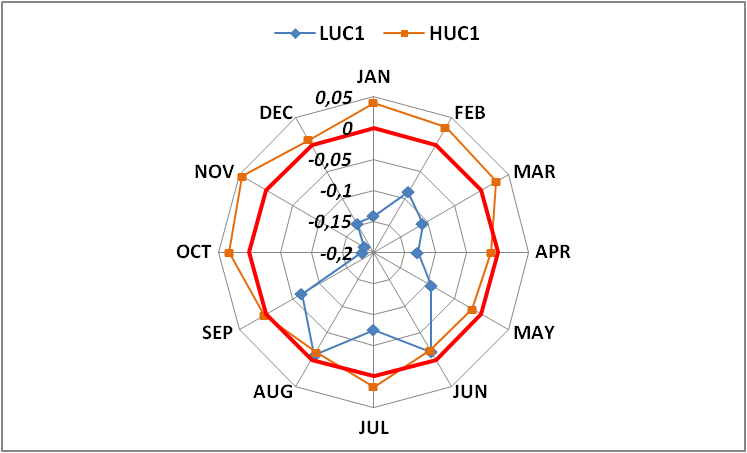 LUC1 HUC1
JAN
0,05
DEC FEB
0
-0,05
NOV MAR
-0,1
-0,15
OCT -0,2 APR
SEP MAY
AUG JUN
JUL